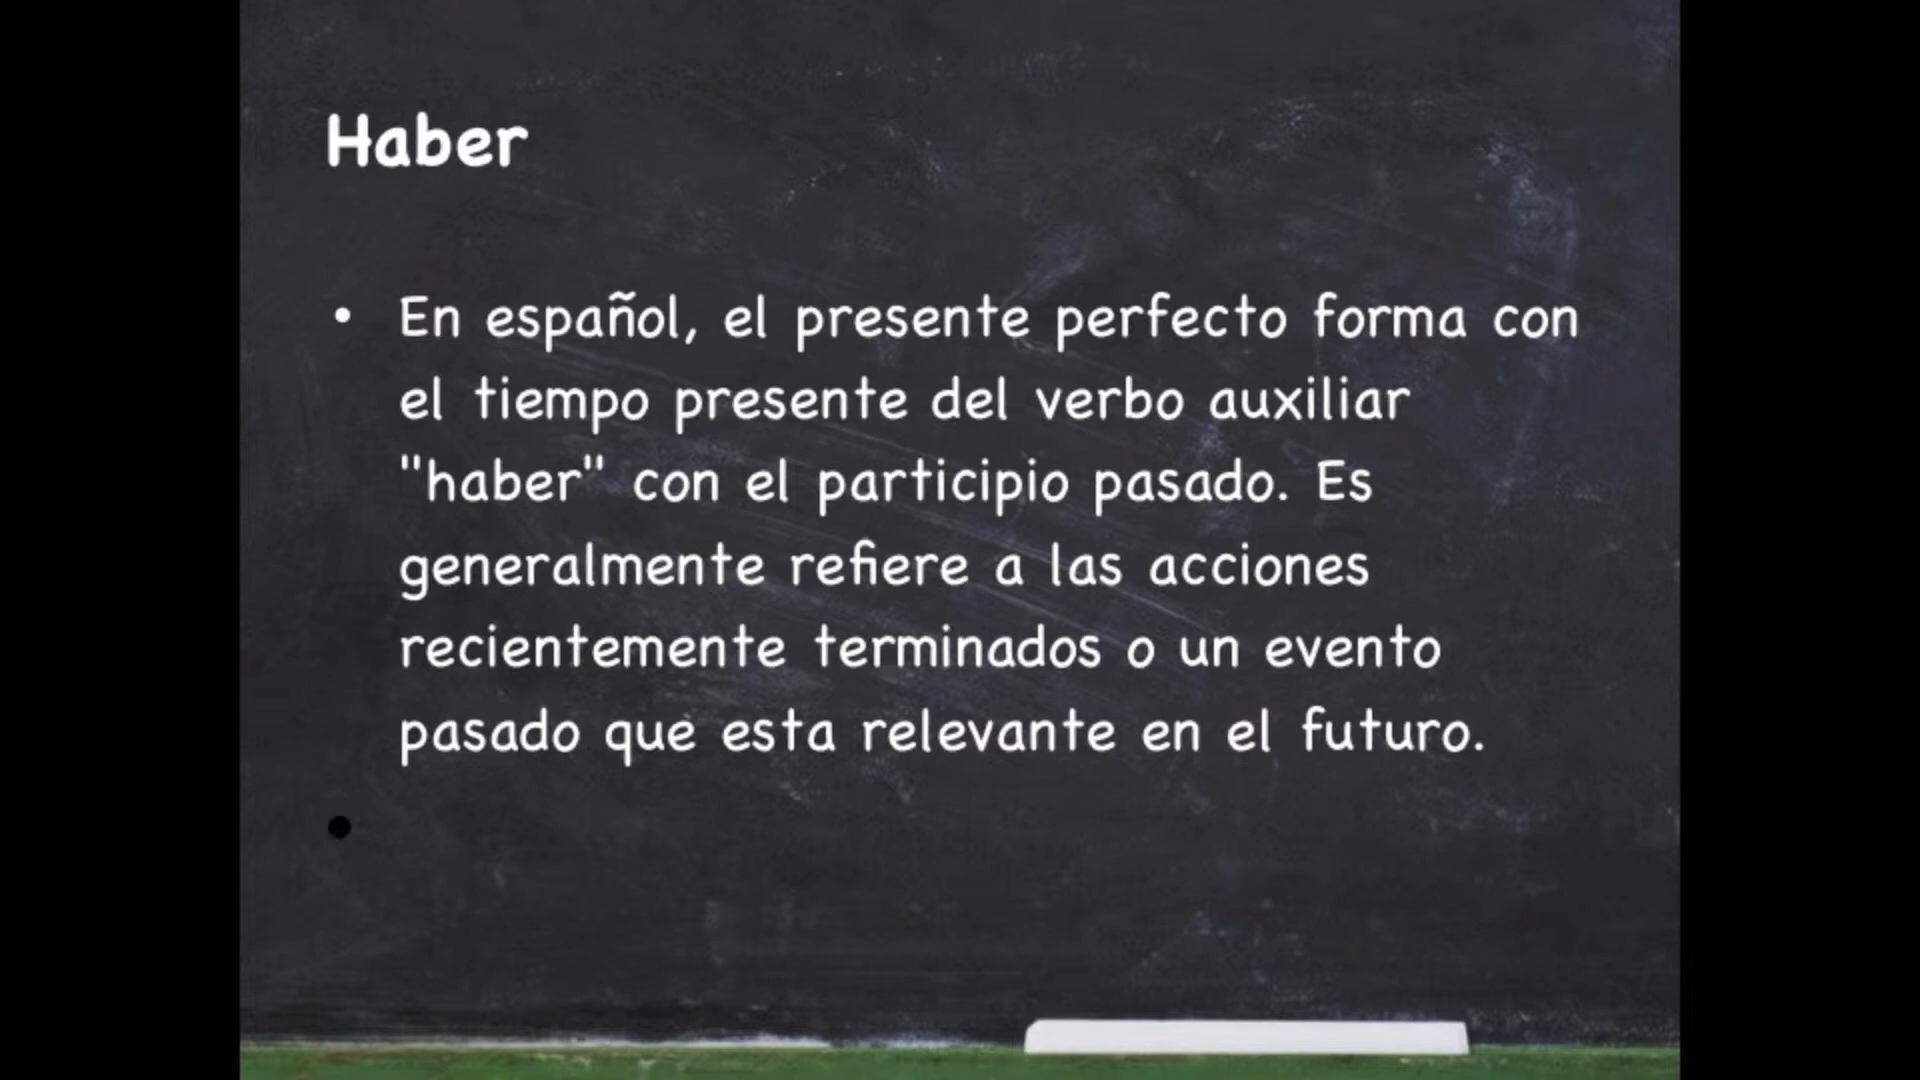 Haber
• En español, el presente perfecto forma con
el tiempo presente del verbo auxiliar
"haber" con el participio pasado. Es
generalmente refiere a las acciones
recientemente terminados o un evento
pasado que esta relevante en el futuro.
•